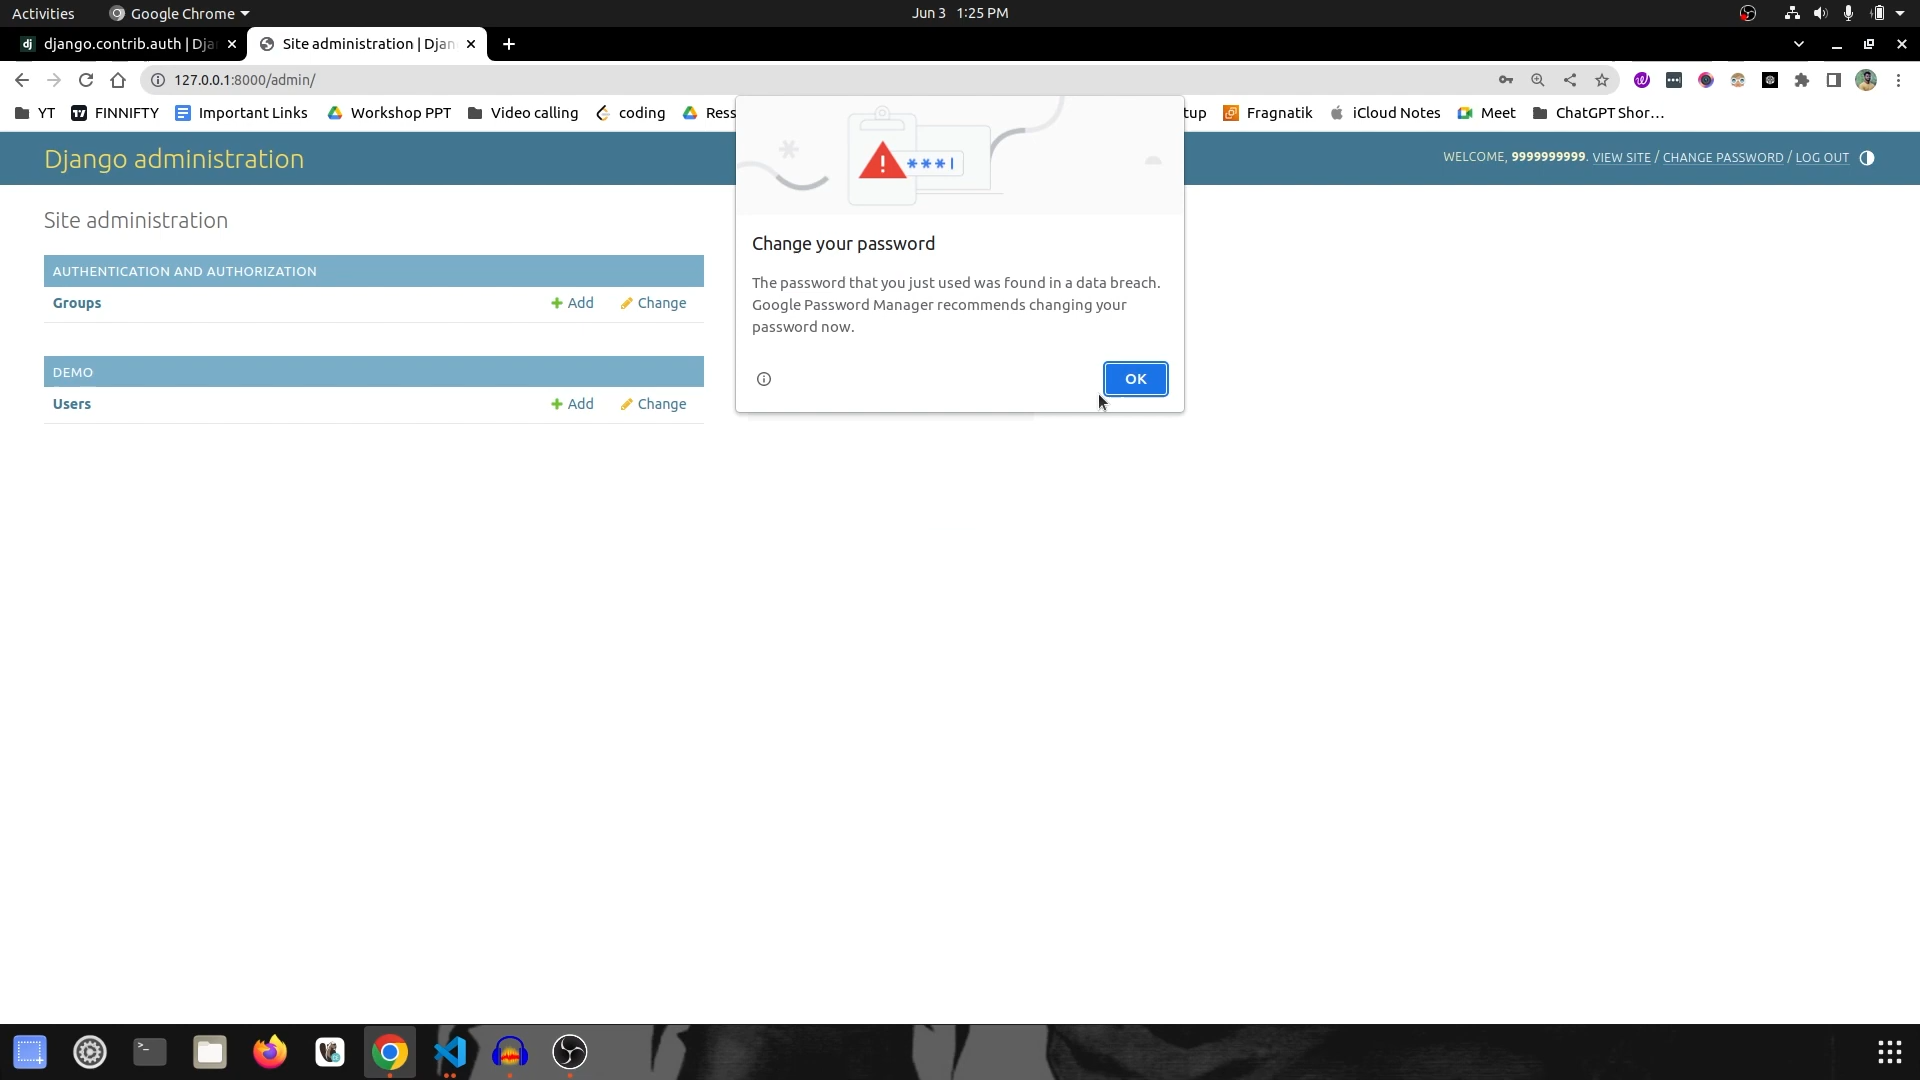 Activities
Google Chrome
Jun 3 1:25 PM
dj django.contrib.auth | Dja
Site administration | Djan
127.0.0.1:8000/admin/
YT
FINNIFTY
Important Links
Workshop PPT
Video calling
coding
Ress
tup
Fragnatik
iCloud Notes
Meet
ChatGPT Shor…
Django administration
WELCOME, 9999999999. VIEW SITE / CHANGE PASSWORD / LOG OUT
Site administration
AUTHENTICATION AND AUTHORIZATION
Groups
Add
Change
DEMO
Users
Add
Change
***|
Change your password
The password that you just used was found in a data breach.
Google Password Manager recommends changing your
password now.
OK